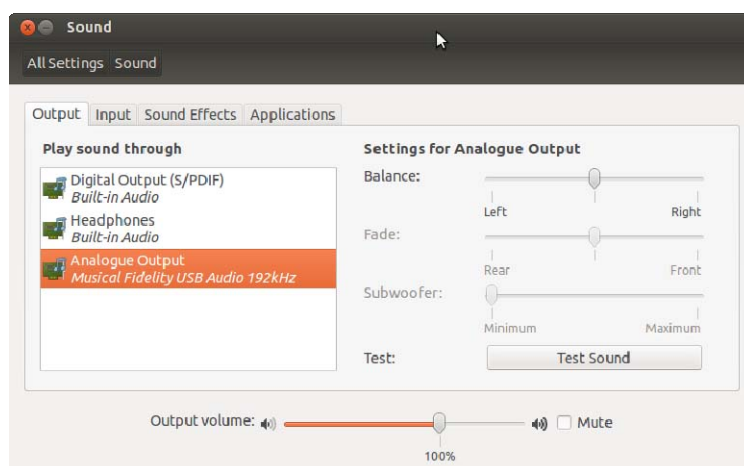 Sound
All Settings Sound
Output Input Sound Effects Applications
Play sound through
Digital Output (S/PDIF)
Built-in Audio
Headphones
Built-in Audio
Analogue Output
Musical Fidelity USB Audio 192kHz
Settings for Analogue Output
Balance:
Left Right
Fade:
Rear Front
Subwoofer:
Minimum Maximum
Test: Test Sound
Output volume: Mute
100%